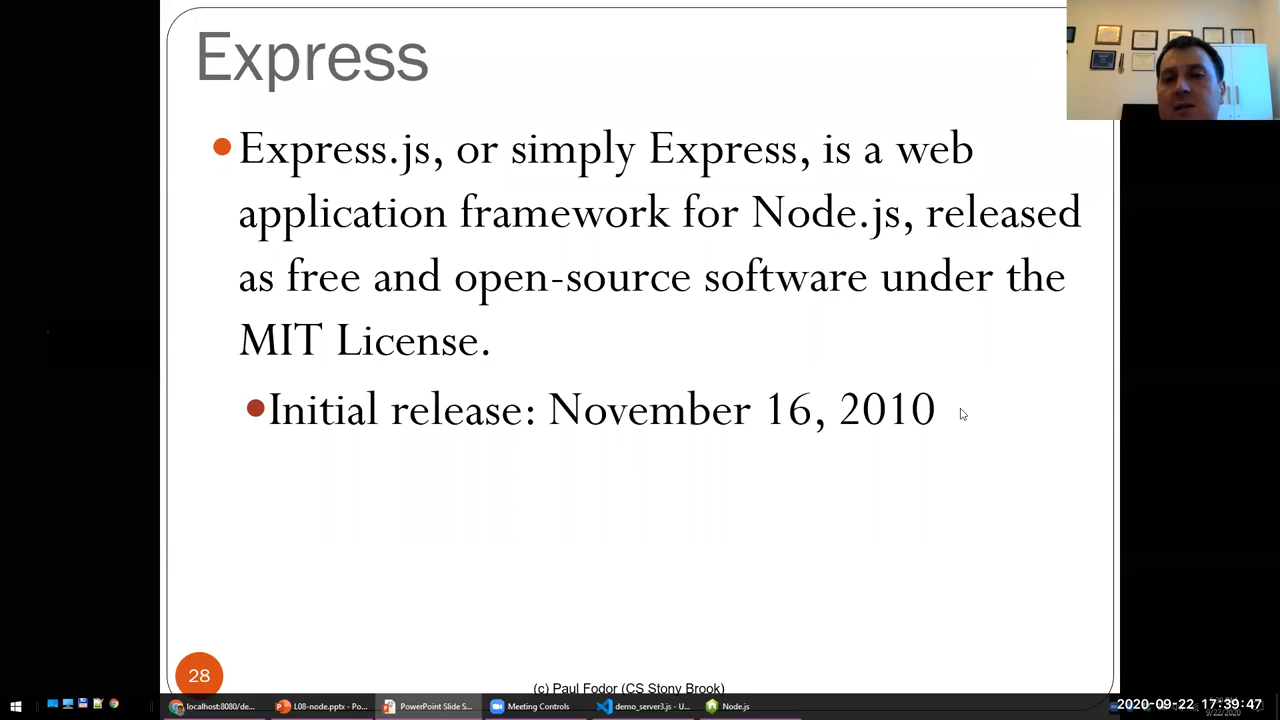 Express
Express.js, or simply Express, is a web
application framework for Node.js, released
as free and open-source software under the
MIT License.
Initial release: November 16, 2010
28
(c) Paul Fodor (CS Stony Brook)
localhost:8080/de...
L08-node.pptx - Po...
PowerPoint Slide S...
Meeting Controls
demo_server3.js - U...
Node.js
2020-09-22 17:39:47